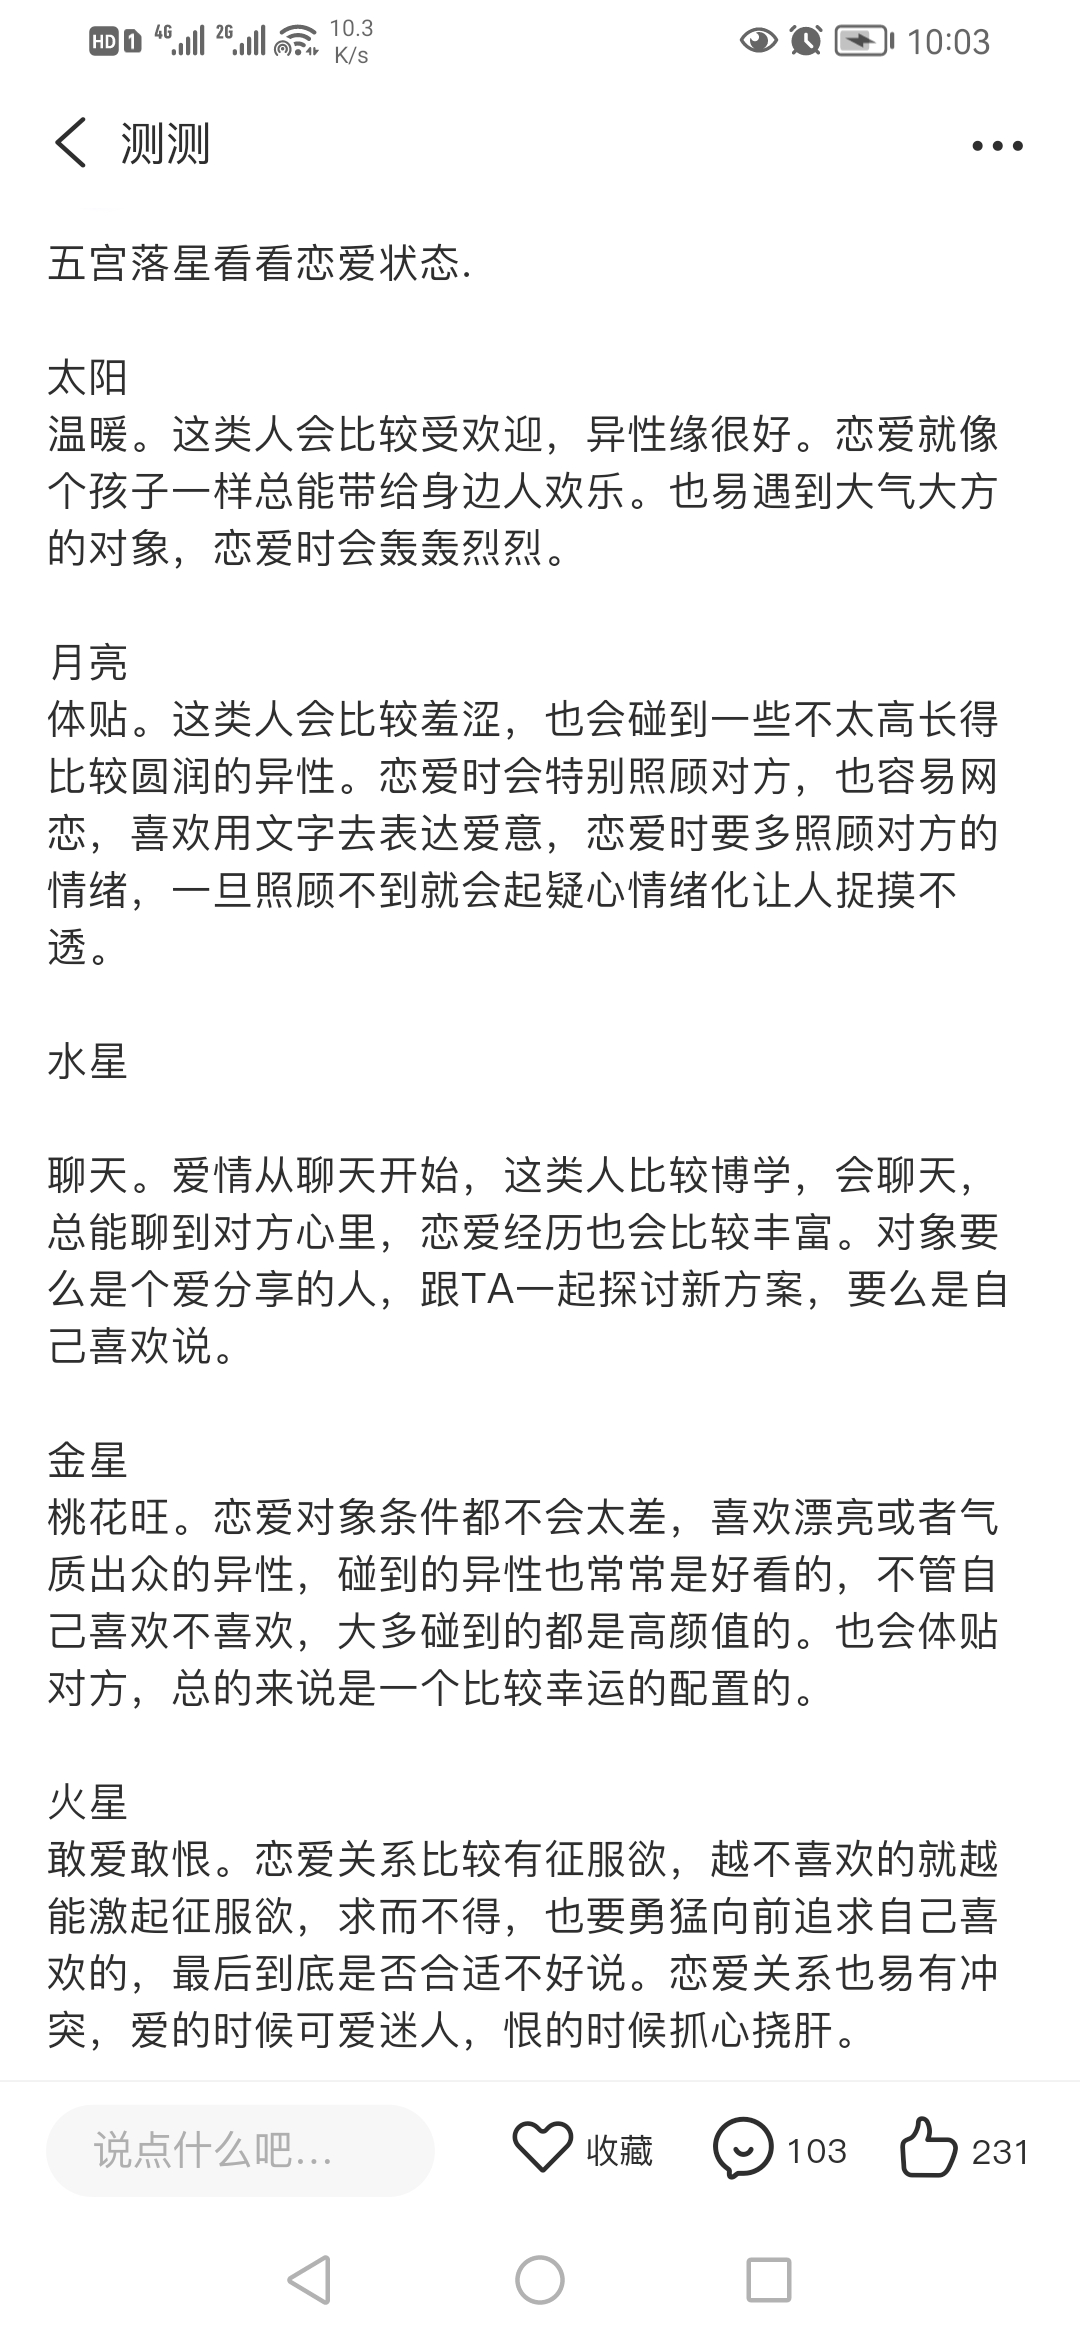 HD 1 4G 2G 10.3 K/s 10:03
测测
五宫落星看看恋爱状态.
太阳
温暖。这类人会比较受欢迎，异性缘很好。恋爱就像
个孩子一样总能带给身边人欢乐。也易遇到大气大方
的对象，恋爱时会轰轰烈烈。
月亮
体贴。这类人会比较羞涩，也会碰到一些不太高长得
比较圆润的异性。恋爱时会特别照顾对方，也容易网
恋，喜欢用文字去表达爱意，恋爱时要多照顾对方的
情绪，一旦照顾不到就会起疑心情绪化让人捉摸不
透。
水星
聊天。爱情从聊天开始，这类人比较博学，会聊天，
总能聊到对方心里，恋爱经历也会比较丰富。对象要
么是个爱分享的人，跟TA一起探讨新方案，要么是自
己喜欢说。
金星
桃花旺。恋爱对象条件都不会太差，喜欢漂亮或者气
质出众的异性，碰到的异性也常常是好看的，不管自
己喜欢不喜欢，大多碰到的都是高颜值的。也会体贴
对方，总的来说是一个比较幸运的配置的。
火星
敢爱敢恨。恋爱关系比较有征服欲，越不喜欢的就越
能激起征服欲，求而不得，也要勇猛向前追求自己喜
欢的，最后到底是否合适不好说。恋爱关系也易有冲
突，爱的时候可爱迷人，恨的时候抓心挠肝。
说点什么吧... 收藏 103 231